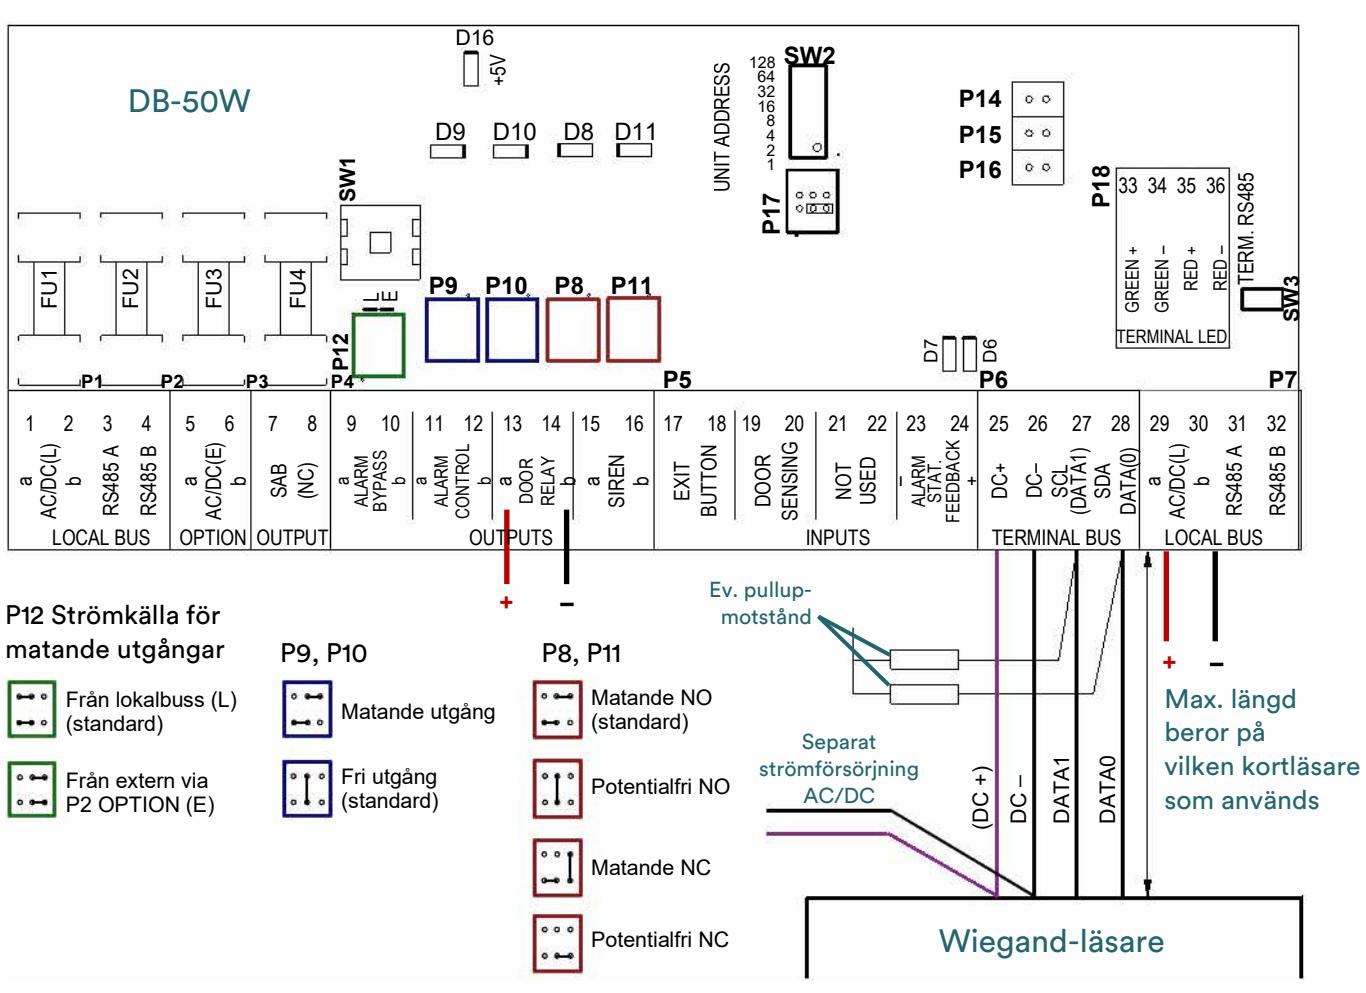 DB-50W
D16
+5V
D9
D10
D8
D11
SW1
UNIT ADDRESS
128
64
32
16
8
4
2
1
SW2
P17
P14
P15
P16
P18
33 34 35 36
GREEN +
GREEN –
RED +
RED –
TERMINAL LED
TERM. RS485
SW3
FU1
FU2
FU3
FU4
L
E
P12
P9
P10
P8
P11
D7
D6
P1
P2
P3
P4
P5
P6
P7
1 2 3 4 5 6 7 8 9 10 11 12 13 14 15 16 17 18 19 20 21 22 23 24 25 26 27 28 29 30 31 32
a
AC/DC(L)
b
RS485 A
RS485 B
a
AC/DC(E)
b
SAB
(NC)
a
ALARM
BYPASS
b
a
ALARM
CONTROL
b
a
DOOR
RELAY
b
a
SIREN
b
EXIT
BUTTON
DOOR
SENSING
NOT
USED
–
ALARM
STAT.
FEEDBACK
+
DC+
DC–
SCL
(DATA1)
SDA
DATA(0)
a
AC/DC(L)
b
RS485 A
RS485 B
LOCAL BUS
OPTION
OUTPUT
OUTPUTS
INPUTS
TERMINAL BUS
LOCAL BUS
+
–
+
–
P12 Strömkälla för
matande utgångar
Från lokalbuss (L)
(standard)
Från extern via
P2 OPTION (E)
P9, P10
Matande utgång
Fri utgång
(standard)
P8, P11
Matande NO
(standard)
Potentialfri NO
Matande NC
Potentialfri NC
Ev. pullup-
motstånd
Separat
strömförsörjning
AC/DC
(DC +)
DC –
DATA1
DATA0
Max. längd
beror på
vilken kortläsare
som används
Wiegand-läsare